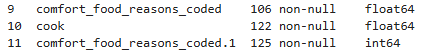 9 comfort_food_reasons_coded 106 non-null float64
10 cook 122 non-null float64
11 comfort_food_reasons_coded.1 125 non-null int64